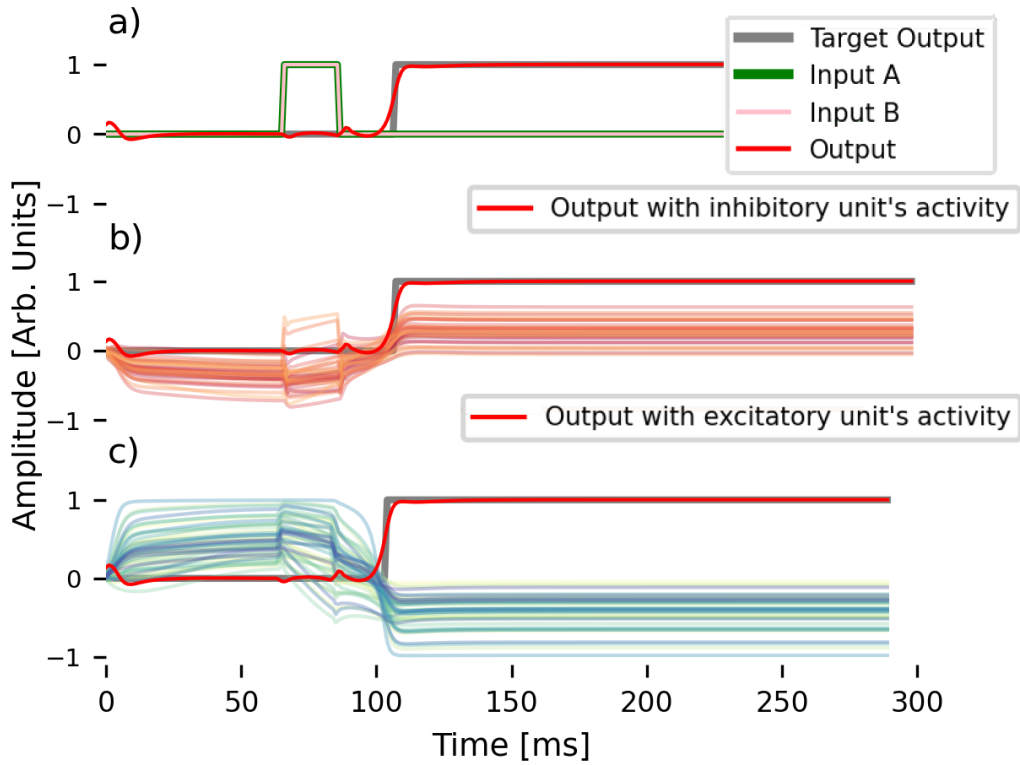 a)
Target Output
Input A
Input B
Output
1
0
−1
Output with inhibitory unit's activity
b)
1
0
−1
Output with excitatory unit's activity
c)
1
0
−1
0
50
100
150
200
250
300
Time [ms]
Amplitude [Arb. Units]